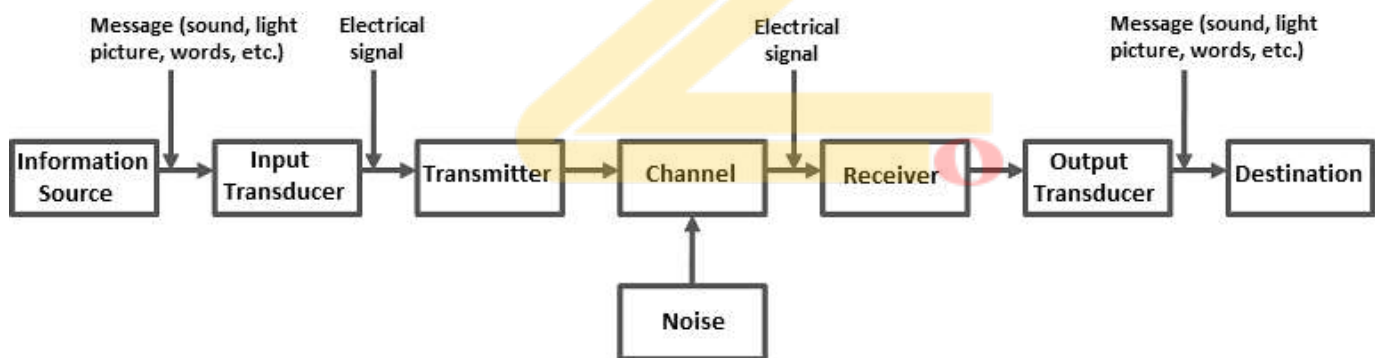 Message (sound, light
picture, words, etc.)
Electrical
signal
Electrical
signal
Message (sound, light
picture, words, etc.)
Information
Source
Input
Transducer
Transmitter
Channel
Receiver
Output
Transducer
Destination
Noise